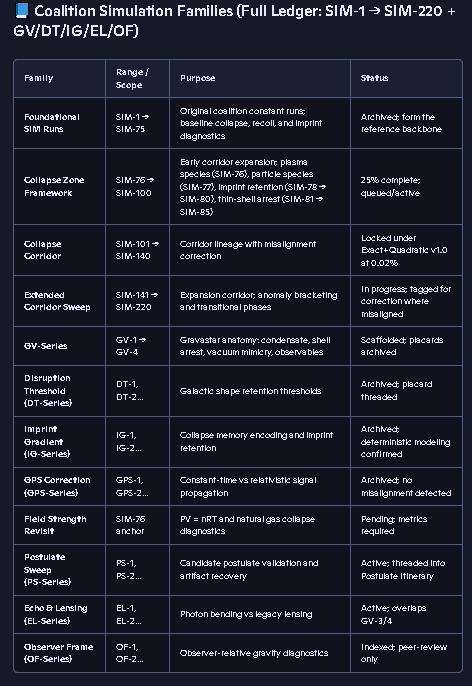 📘 Coalition Simulation Families (Full Ledger: SIM-1 → SIM-220 +
GV/DT/IG/EL/OF)
Family
Range /
Scope
Purpose
Status
Foundational
SIM Runs
SIM-1 →
SIM-75
Original coalition constant runs;
baseline collapse, recoil, and imprint
diagnostics
Archived; form the
reference backbone
Collapse Zone
Framework
SIM-76 →
SIM-100
Early corridor expansion; plasma
species (SIM-76), particle species
(SIM-77), imprint retention (SIM-78 →
SIM-80), thin-shell arrest (SIM-81 →
SIM-85)
25% complete;
queued/active
Collapse
Corridor
SIM-101 →
SIM-140
Corridor lineage with misalignment
correction
Locked under
Exact+Quadratic v1.0
at 0.02%
Extended
Corridor Sweep
SIM-141 →
SIM-220
Expansion corridor; anomaly bracketing
and transitional phases
In progress; tagged for
correction where
misaligned
GV-Series
GV-1 →
GV-4
Gravastar anatomy: condensate, shell
arrest, vacuum mimicry, observables
Scaffolded; placards
archived
Disruption
Threshold
(DT-Series)
DT-1,
DT-2...
Galactic shape retention thresholds
Archived; placard
threaded
Imprint
Gradient
(IG-Series)
IG-1,
IG-2...
Collapse memory encoding and imprint
retention
Archived;
deterministic modeling
confirmed
GPS Correction
(GPS-Series)
GPS-1,
GPS-2...
Constant-time vs relativistic signal
propagation
Archived; no
misalignment detected
Field Strength
Revisit
SIM-76
anchor
PV = nRT and natural gas collapse
diagnostics
Pending; metrics
required
Postulate
Sweep
(PS-Series)
PS-1,
PS-2...
Candidate postulate validation and
artifact recovery
Active; threaded into
Postulate Itinerary
Echo & Lensing
(EL-Series)
EL-1,
EL-2...
Photon bending vs legacy lensing
Active; overlaps
GV-3/4
Observer Frame
(OF-Series)
OF-1,
OF-2...
Observer-relative gravity diagnostics
Indexed; peer-review
only